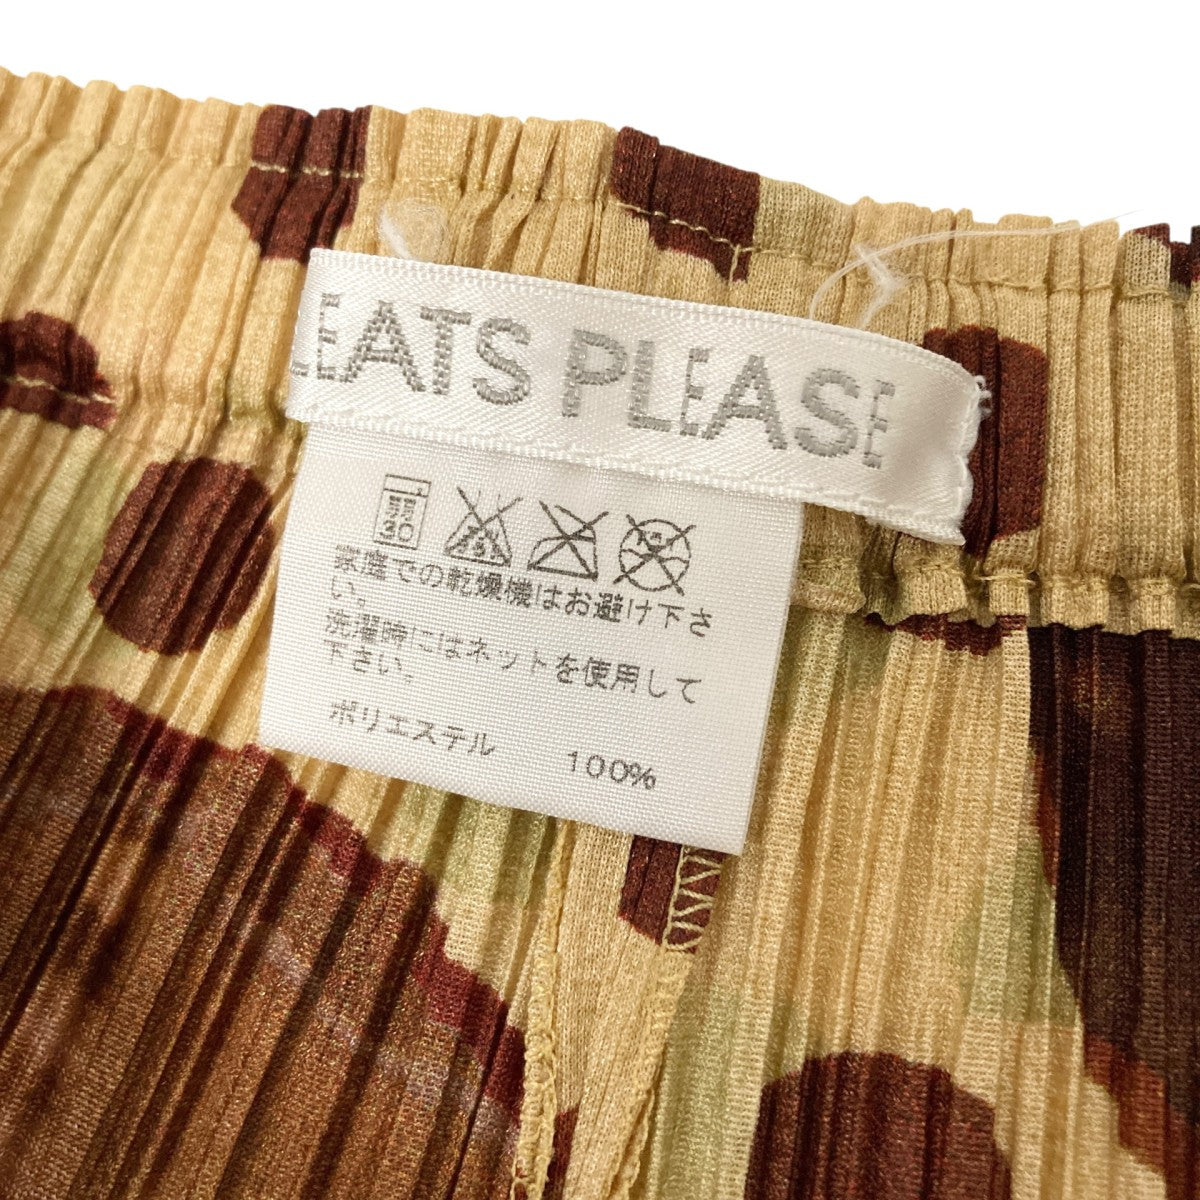 LEATS PLEASE
30
家庭での乾燥機はお避け下さ
い。
洗濯時にはネットを使用して
下さい。
ポリエステル 100%